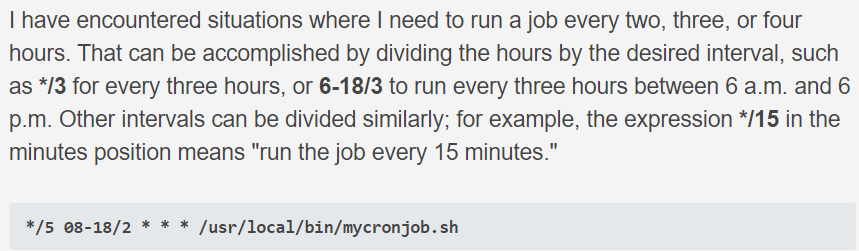 I have encountered situations where I need to run a job every two, three, or four
hours. That can be accomplished by dividing the hours by the desired interval, such
as */3 for every three hours, or 6-18/3 to run every three hours between 6 a.m. and 6
p.m. Other intervals can be divided similarly; for example, the expression */15 in the
minutes position means "run the job every 15 minutes."
*/5 08-18/2 * * * /usr/local/bin/mycronjob.sh